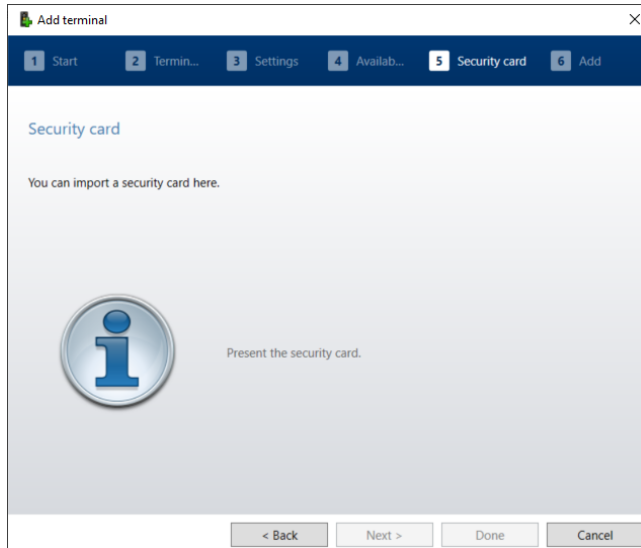 Add terminal
1 Start 2 Termin... 3 Settings 4 Availab... 5 Security card 6 Add
Security card
You can import a security card here.
Present the security card.
< Back Next > Done Cancel